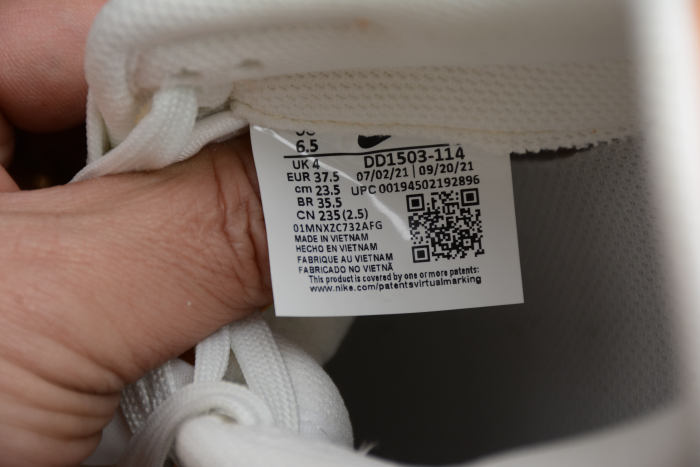 US
6.5
UK 4
EUR 37.5
cm 23.5
BR 35.5
CN 235 (2.5)
DD1503-114
07/02/21 | 09/20/21
UPC 00194502192896
01MNXZC732AFG
MADE IN VIETNAM
HECHO EN VIETNAM
FABRIQUE AU VIETNAM
FABRICADO NO VIETNÃ
This product is covered by one or more patents:
www.nike.com/patentsvirtualmarking